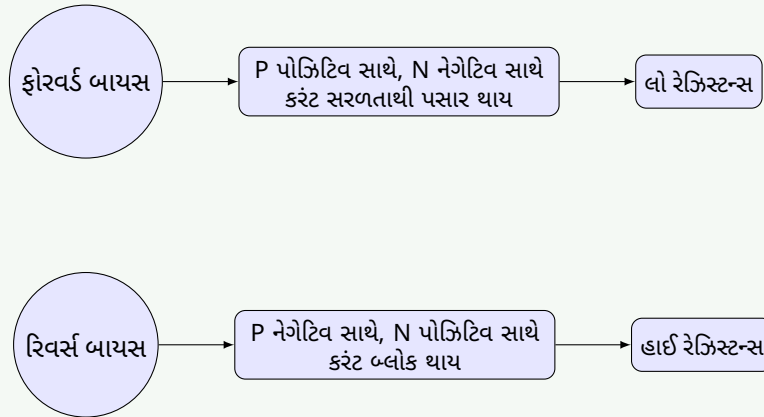 ફોરવર્ડ બાયસ
P પોઝિટિવ સાથે, N નેગેટિવ સાથે
કરંટ સરળતાથી પસાર થાય
લો રેઝિસ્ટન્સ
રિવર્સ બાયસ
P નેગેટિવ સાથે, N પોઝિટિવ સાથે
કરંટ બ્લોક થાય
હાઈ રેઝિસ્ટન્સ